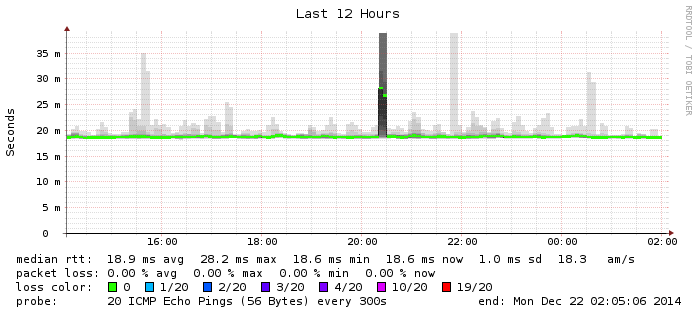 Last 12 Hours
RRDTOOL / TOBI OETIKER
Seconds
35 m
30 m
25 m
20 m
15 m
10 m
5 m
0
16:00 18:00 20:00 22:00 00:00 02:00
median rtt: 18.9 ms avg 28.2 ms max 18.6 ms min 18.6 ms now 1.0 ms sd 18.3 am/s
packet loss: 0.00 % avg 0.00 % max 0.00 % min 0.00 % now
loss color: 0 1/20 2/20 3/20 4/20 10/20 19/20
probe: 20 ICMP Echo Pings (56 Bytes) every 300s end: Mon Dec 22 02:05:06 2014